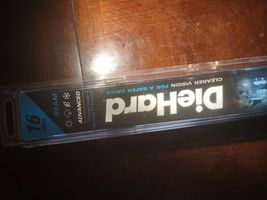 DieHard
CLEARER VISION FOR A SAFER DRIVE
ADVANCED
BEAM
16